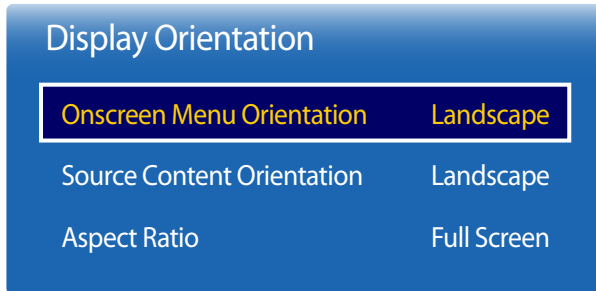 Display Orientation
Onscreen Menu Orientation Landscape
Source Content Orientation Landscape
Aspect Ratio Full Screen